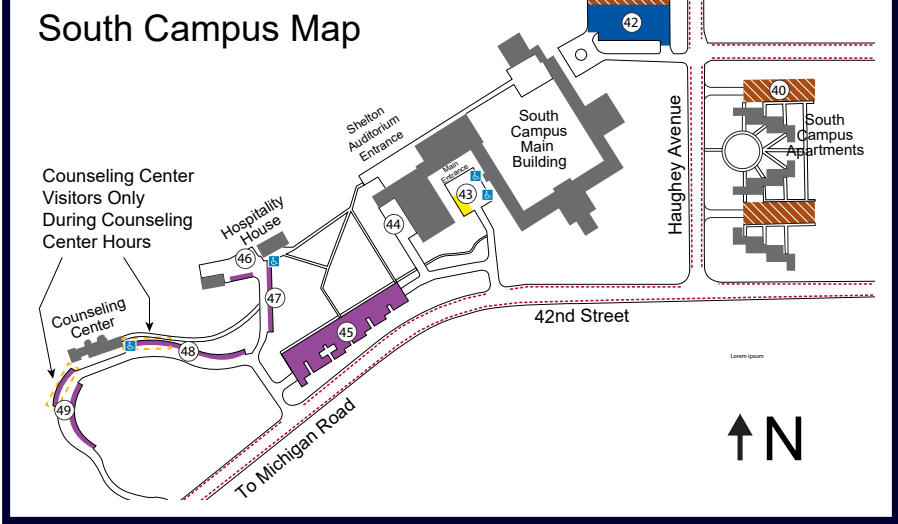 South Campus Map
42
40
South
Campus
Apartments
South
Campus
Main
Building
Shelton
Auditorium
Entrance
Main
Entrance
43
Haughey Avenue
Counseling Center
Visitors Only
During Counseling
Center Hours
44
Hospitality
House
46
47
42nd Street
Counseling
Center
45
48
Lorem ipsum
49
To Michigan Road
N